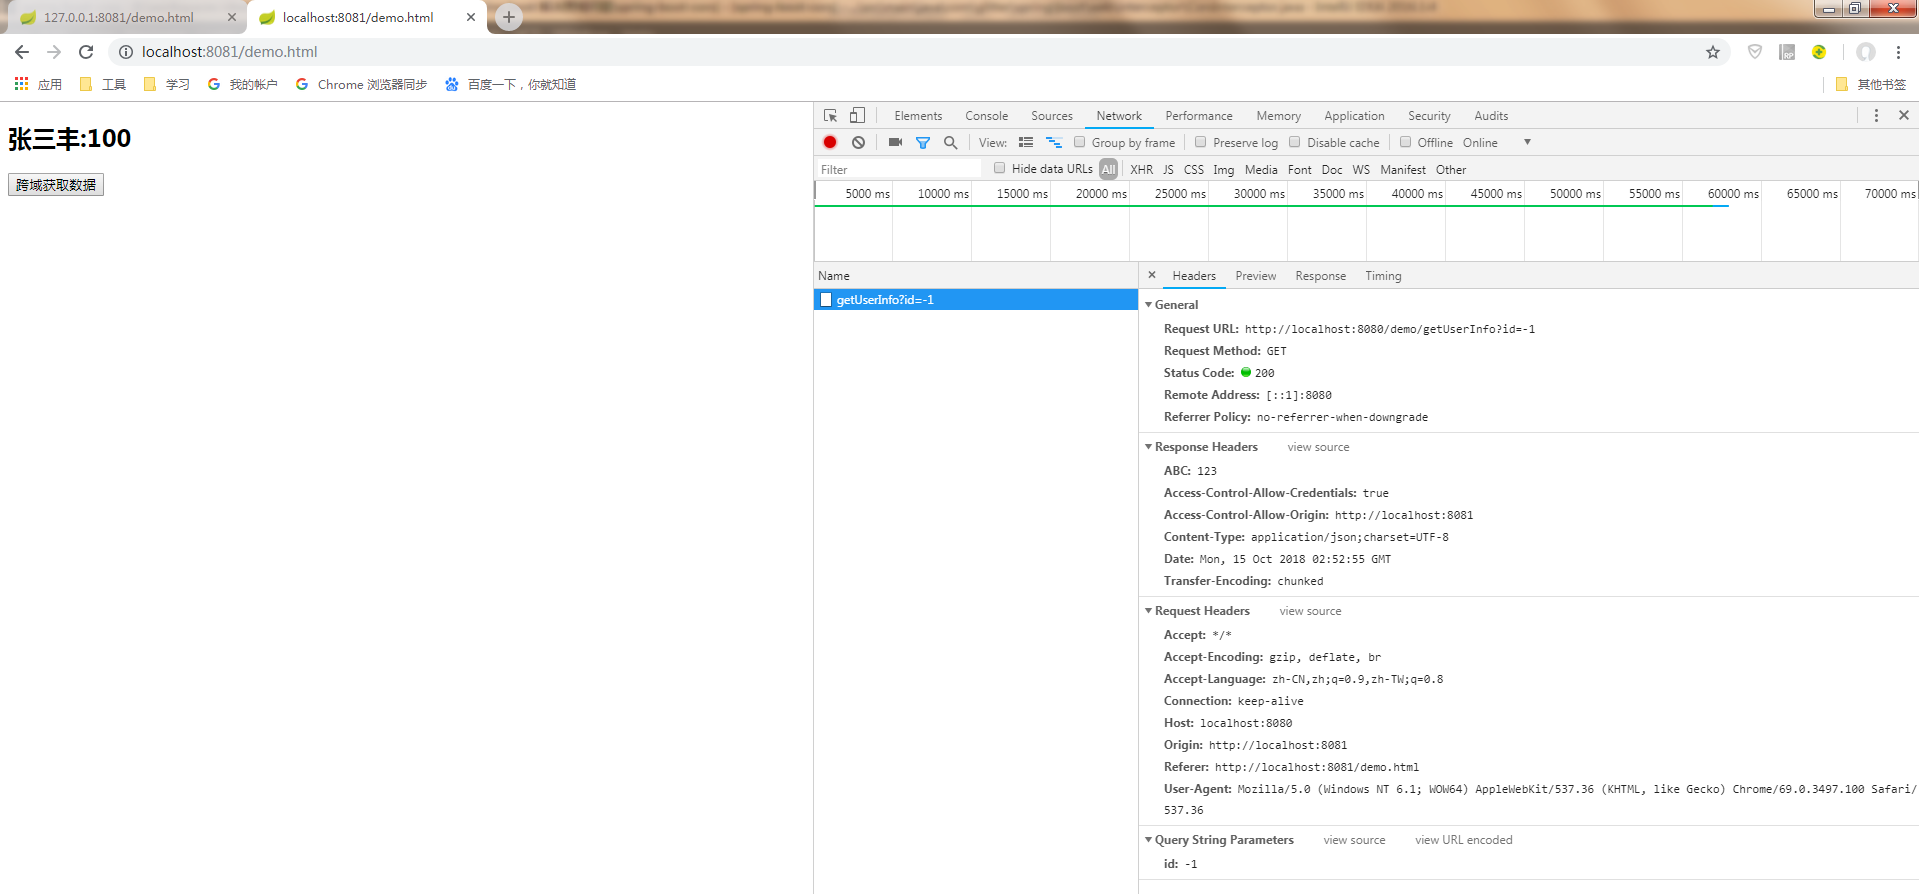 127.0.0.1:8081/demo.html
localhost:8081/demo.html
localhost:8081/demo.html
应用 工具 学习 我的帐户 Chrome 浏览器同步 百度一下，你就知道 其他书签
张三丰:100
跨域获取数据
Elements Console Sources Network Performance Memory Application Security Audits
View: Group by frame Preserve log Disable cache Offline Online
Filter Hide data URLs All XHR JS CSS Img Media Font Doc WS Manifest Other
5000 ms 10000 ms 15000 ms 20000 ms 25000 ms 30000 ms 35000 ms 40000 ms 45000 ms 50000 ms 55000 ms 60000 ms 65000 ms 70000 ms
Name
getUserInfo?id=-1
Headers Preview Response Timing
General
Request URL: http://localhost:8080/demo/getUserInfo?id=-1
Request Method: GET
Status Code: 200
Remote Address: [::1]:8080
Referrer Policy: no-referrer-when-downgrade
Response Headers view source
ABC: 123
Access-Control-Allow-Credentials: true
Access-Control-Allow-Origin: http://localhost:8081
Content-Type: application/json;charset=UTF-8
Date: Mon, 15 Oct 2018 02:52:55 GMT
Transfer-Encoding: chunked
Request Headers view source
Accept: */*
Accept-Encoding: gzip, deflate, br
Accept-Language: zh-CN,zh;q=0.9,zh-TW;q=0.8
Connection: keep-alive
Host: localhost:8080
Origin: http://localhost:8081
Referer: http://localhost:8081/demo.html
User-Agent: Mozilla/5.0 (Windows NT 6.1; WOW64) AppleWebKit/537.36 (KHTML, like Gecko) Chrome/69.0.3497.100 Safari/
537.36
Query String Parameters view source view URL encoded
id: -1